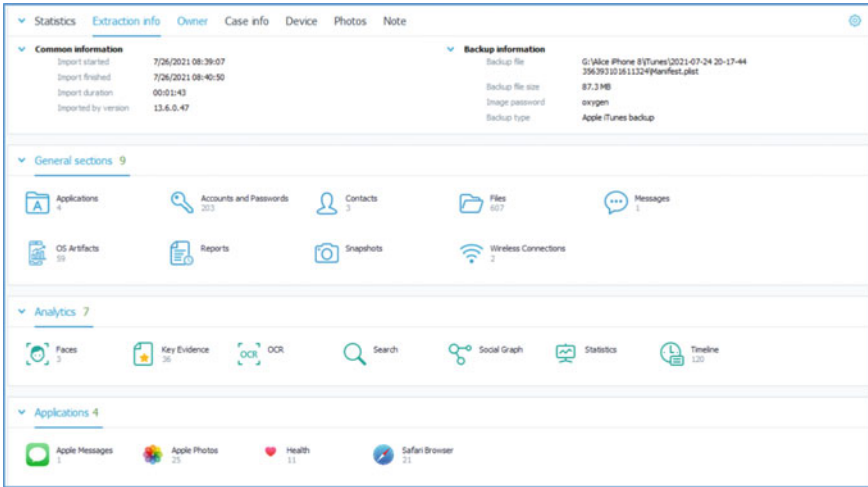 Statistics Extraction info Owner Case info Device Photos Note
Common information
Import started 7/26/2021 08:39:07
Import finished 7/26/2021 08:40:50
Import duration 00:01:43
Imported by version 13.6.0.47
Backup information
Backup file G:\Alice iPhone 8\iTunes\2021-07-24 20-17-44
356393101611324\Manifest.plist
Backup file size 87.3 MB
Image password oxygen
Backup type Apple iTunes backup
General sections 9
Applications
4
Accounts and Passwords
203
Contacts
3
Files
607
Messages
1
OS Artifacts
59
Reports
Snapshots
Wireless Connections
2
Analytics 7
Faces
3
Key Evidence
36
OCR
OCR
Search
Social Graph
Statistics
Timeline
120
Applications 4
Apple Messages
1
Apple Photos
25
Health
11
Safari Browser
21